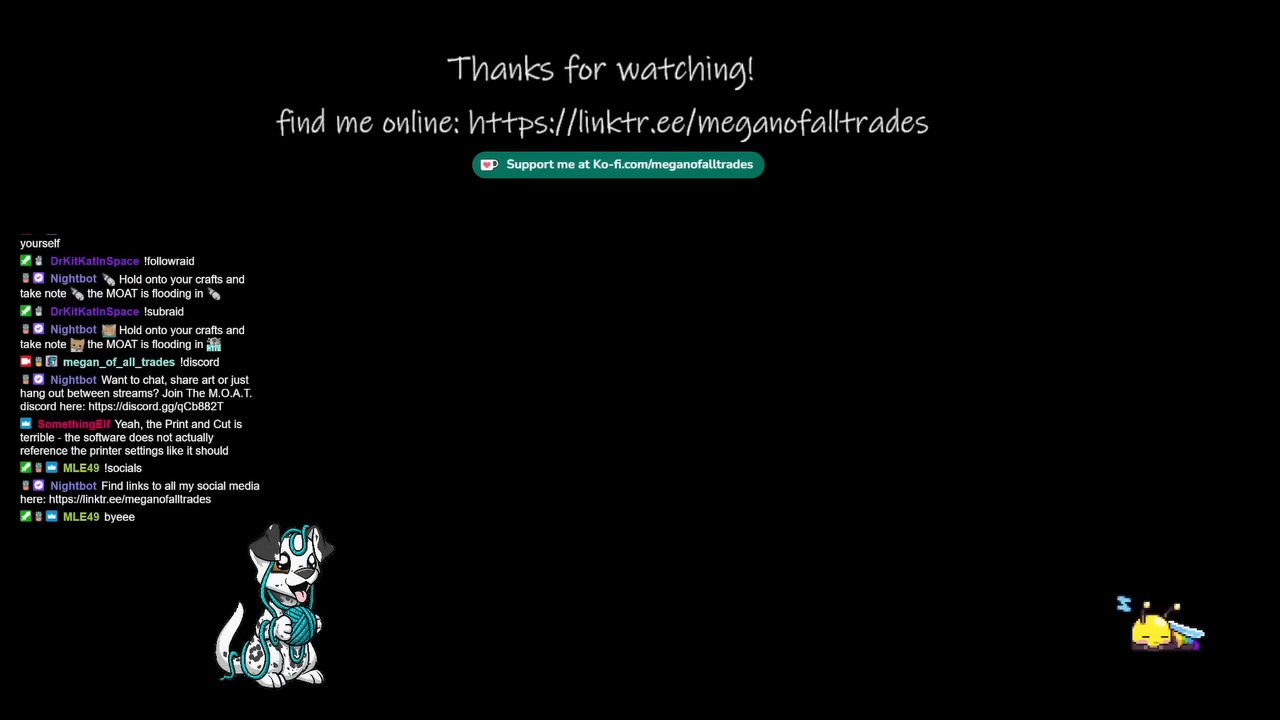 Thanks for watching!
find me online: https://linktr.ee/meganofalltrades
Support me at Ko-fi.com/meganofalltrades
yourself
DrKitKatInSpace !followraid
Nightbot Hold onto your crafts and
take note the MOAT is flooding in
DrKitKatInSpace !subraid
Nightbot Hold onto your crafts and
take note the MOAT is flooding in
megan_of_all_trades !discord
Nightbot Want to chat, share art or just
hang out between streams? Join The M.O.A.T.
discord here: https://discord.gg/qCb882T
SomethingElf Yeah, the Print and Cut is
terrible - the software does not actually
reference the printer settings like it should
MLE49 !socials
Nightbot Find links to all my social media
here: https://linktr.ee/meganofalltrades
MLE49 byeee